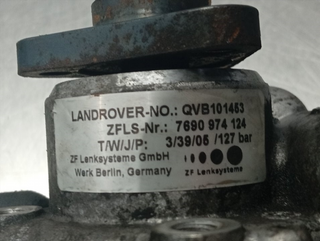 LANDROVER-NO.: QVB101453
ZFLS-Nr.: 7690 974 124
T/W/J/P: 3/39/05 /127 bar
ZF Lenksysteme GmbH
Werk Berlin, Germany ZF Lenksysteme